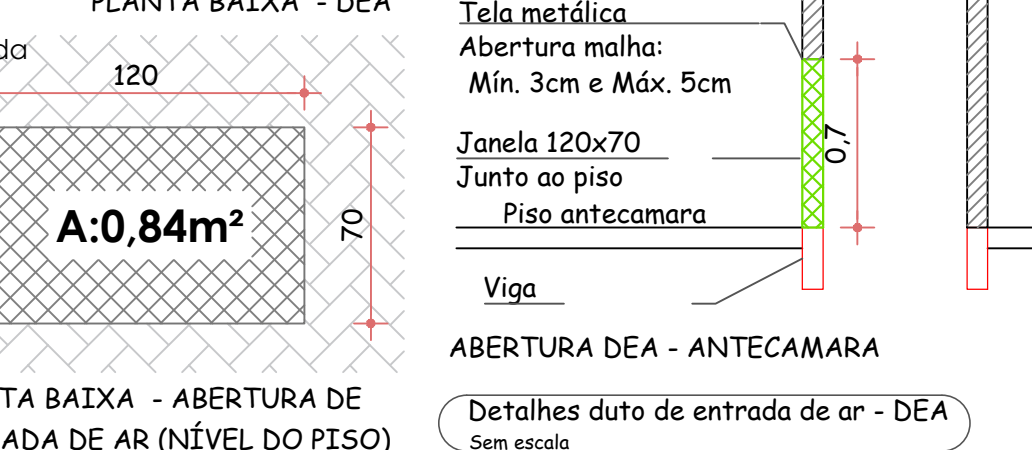 PLANTA BAIXA - DEA
da
120
A:0,84m²
70
TA BAIXA - ABERTURA DE
ADA DE AR (NÍVEL DO PISO)
Tela metálica
Abertura malha:
Mín. 3cm e Máx. 5cm
Janela 120x70
Junto ao piso
Piso antecamara
0,7
Viga
ABERTURA DEA - ANTECAMARA
Detalhes duto de entrada de ar - DEA
Sem escala